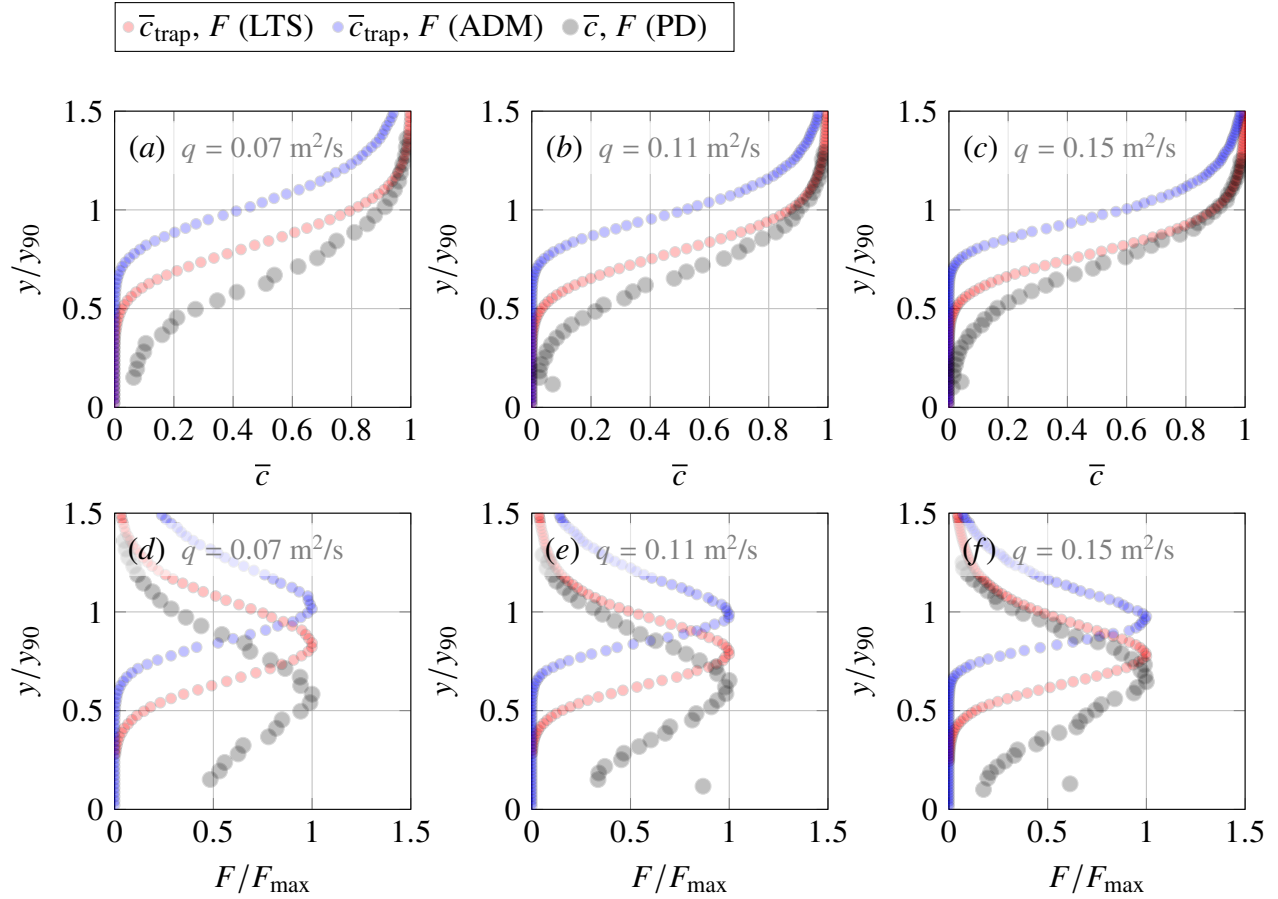 c̅trap, F (LTS) c̅trap, F (ADM) c̅, F (PD)
(a) q = 0.07 m²/s
(b) q = 0.11 m²/s
(c) q = 0.15 m²/s
1.5 1.5 1.5
1 1 1
0.5 0.5 0.5
0 0 0
y/y90 y/y90 y/y90
0 0.2 0.4 0.6 0.8 1 0 0.2 0.4 0.6 0.8 1 0 0.2 0.4 0.6 0.8 1
c̅ c̅ c̅
(d) q = 0.07 m²/s
(e) q = 0.11 m²/s
(f) q = 0.15 m²/s
1.5 1.5 1.5
1 1 1
0.5 0.5 0.5
0 0 0
y/y90 y/y90 y/y90
0 0.5 1 1.5 0 0.5 1 1.5 0 0.5 1 1.5
F/Fmax F/Fmax F/Fmax